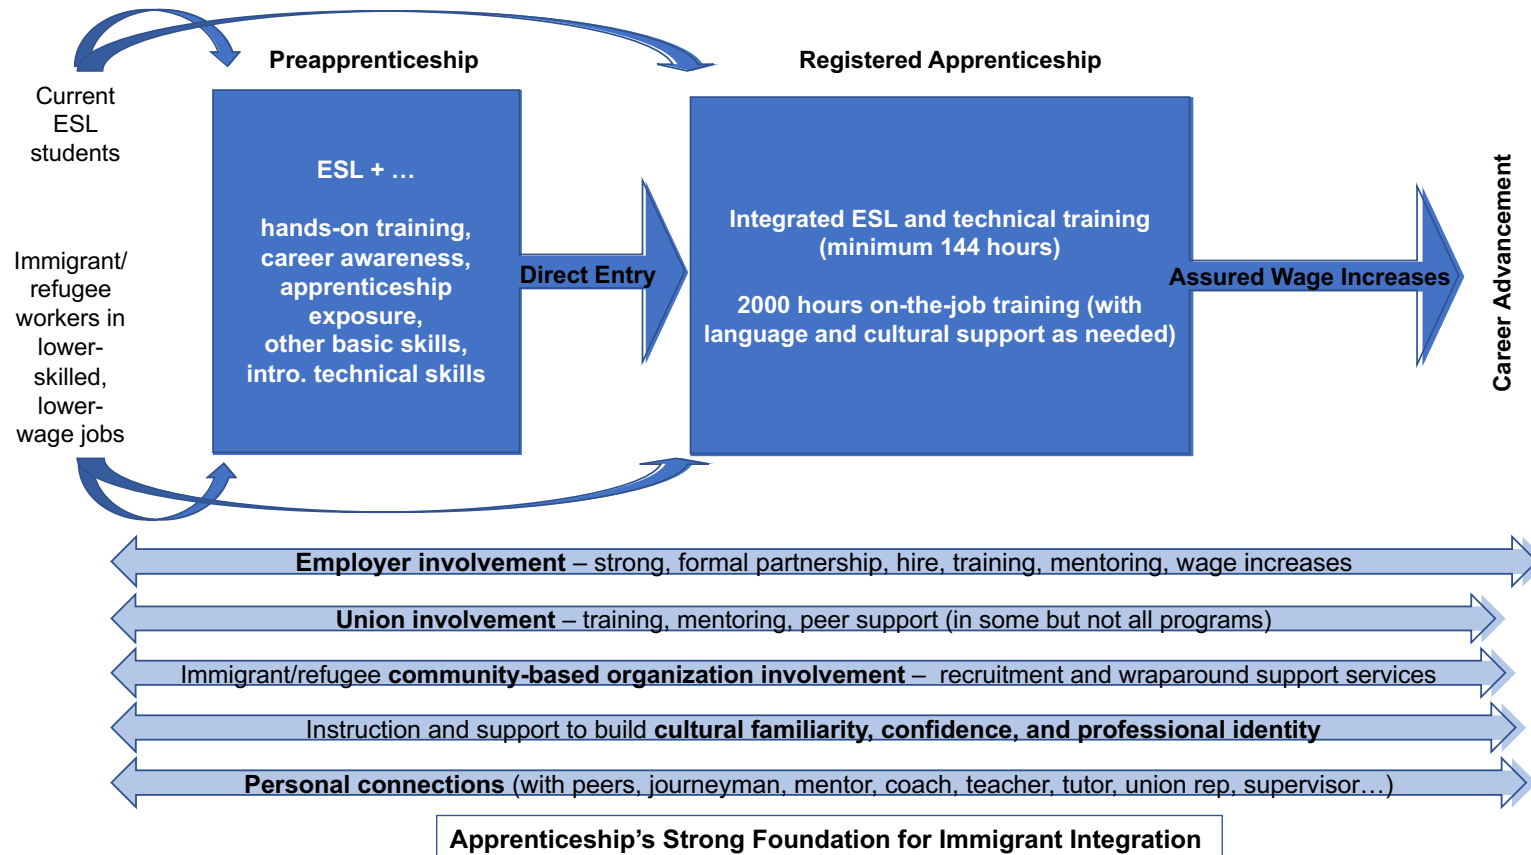 Preapprenticeship
Registered Apprenticeship
Current
ESL
students
Immigrant/
refugee
workers in
lower-
skilled,
lower-
wage jobs
ESL + …
hands-on training,
career awareness,
apprenticeship
exposure,
other basic skills,
intro. technical skills
Direct Entry
Integrated ESL and technical training
(minimum 144 hours)
2000 hours on-the-job training (with
language and cultural support as needed)
Assured Wage Increases
Career Advancement
Employer involvement – strong, formal partnership, hire, training, mentoring, wage increases
Union involvement – training, mentoring, peer support (in some but not all programs)
Immigrant/refugee community-based organization involvement – recruitment and wraparound support services
Instruction and support to build cultural familiarity, confidence, and professional identity
Personal connections (with peers, journeyman, mentor, coach, teacher, tutor, union rep, supervisor…)
Apprenticeship's Strong Foundation for Immigrant Integration